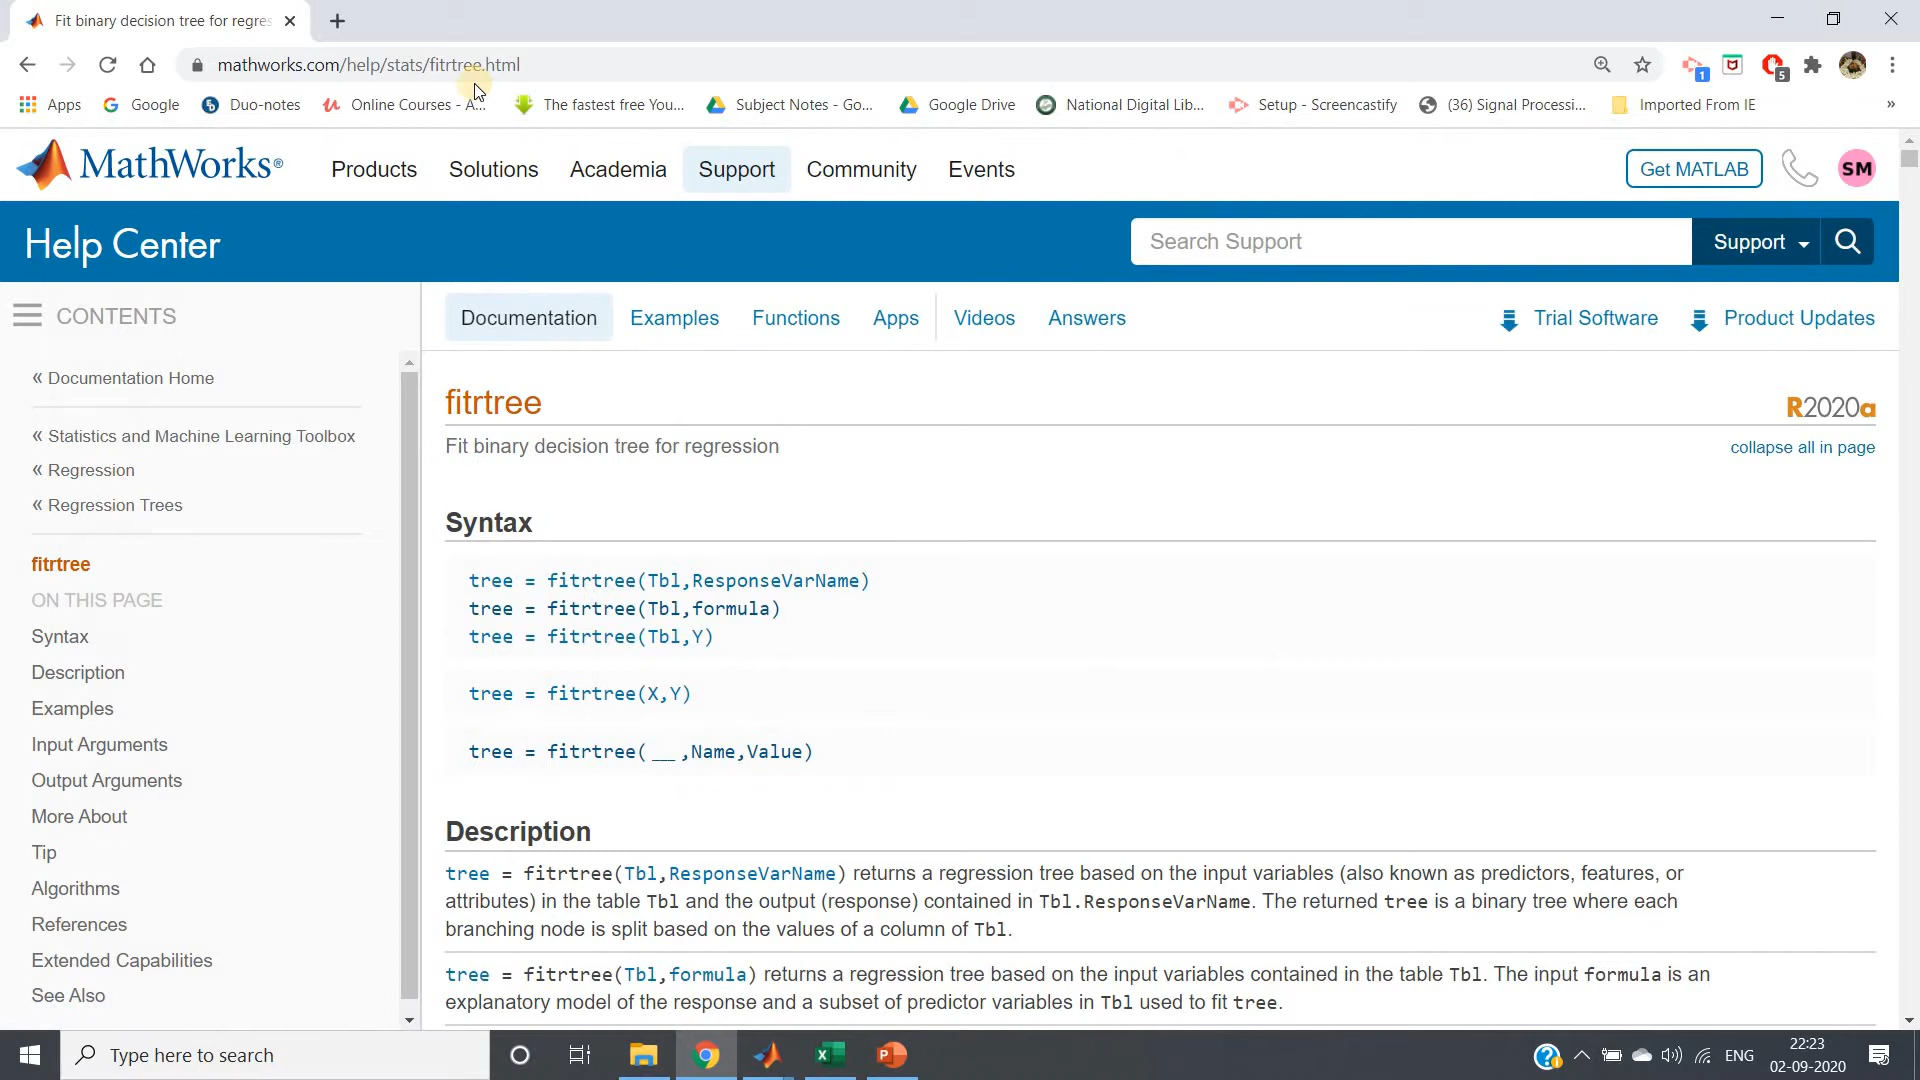 Fit binary decision tree for regres
mathworks.com/help/stats/fitrtree.html
1
5
Apps
Google
Duo-notes
Online Courses - A...
The fastest free You...
Subject Notes - Go...
Google Drive
National Digital Lib...
Setup - Screencastify
(36) Signal Processi...
Imported From IE
»
MathWorks®
Products
Solutions
Academia
Support
Community
Events
Get MATLAB
SM
Help Center
Search Support
Support
CONTENTS
Documentation
Examples
Functions
Apps
Videos
Answers
Trial Software
Product Updates
« Documentation Home
« Statistics and Machine Learning Toolbox
« Regression
« Regression Trees
fitrtree
ON THIS PAGE
Syntax
Description
Examples
Input Arguments
Output Arguments
More About
Tip
Algorithms
References
Extended Capabilities
See Also
fitrtree
R2020a
Fit binary decision tree for regression
collapse all in page
Syntax
tree = fitrtree(Tbl,ResponseVarName)
tree = fitrtree(Tbl,formula)
tree = fitrtree(Tbl,Y)
tree = fitrtree(X,Y)
tree = fitrtree(___,Name,Value)
Description
tree = fitrtree(Tbl,ResponseVarName) returns a regression tree based on the input variables (also known as predictors, features, or
attributes) in the table Tbl and the output (response) contained in Tbl.ResponseVarName. The returned tree is a binary tree where each
branching node is split based on the values of a column of Tbl.
tree = fitrtree(Tbl,formula) returns a regression tree based on the input variables contained in the table Tbl. The input formula is an
explanatory model of the response and a subset of predictor variables in Tbl used to fit tree.
Type here to search
ENG
22:23
02-09-2020